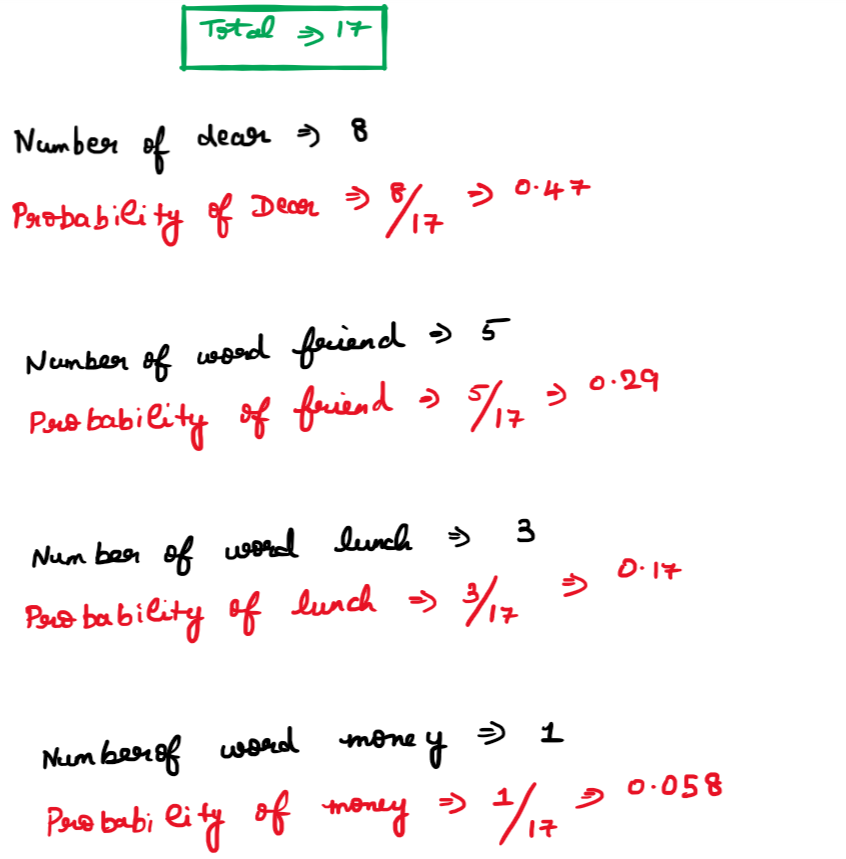 Total ⇒ 17
Number of dear ⇒ 8
Probability of Dear ⇒ 8/17 ⇒ 0.47
Number of word friend ⇒ 5
Probability of friend ⇒ 5/17 ⇒ 0.29
Number of word lunch ⇒ 3
Probability of lunch ⇒ 3/17 ⇒ 0.17
Number of word money ⇒ 1
Probability of money ⇒ 1/17 ⇒ 0.058